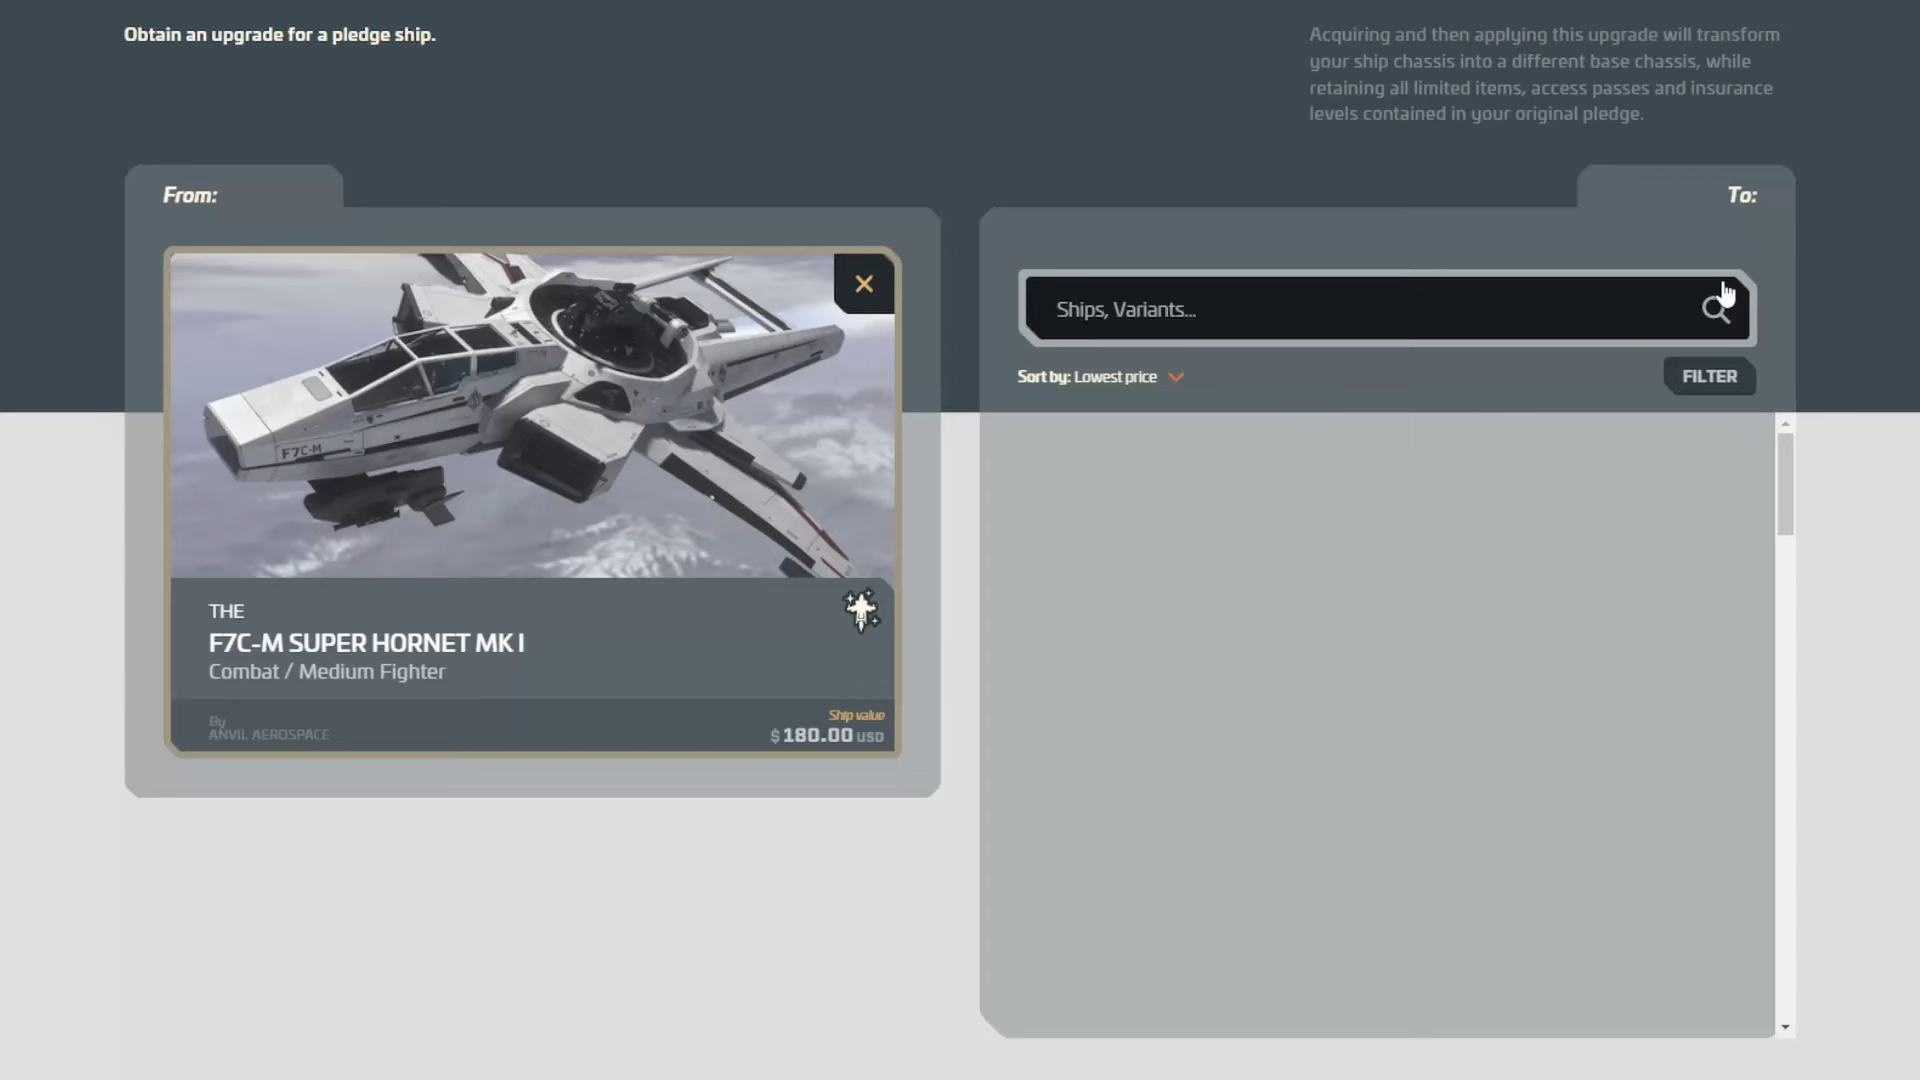 Obtain an upgrade for a pledge ship.
Acquiring and then applying this upgrade will transform
your ship chassis into a different base chassis, while
retaining all limited items, access passes and insurance
levels contained in your original pledge.
From:
F7C-M
THE
F7C-M SUPER HORNET MK I
Combat / Medium Fighter
By
ANVIL AEROSPACE
Ship value
$180.00 USD
To:
Ships, Variants...
Sort by: Lowest price
FILTER